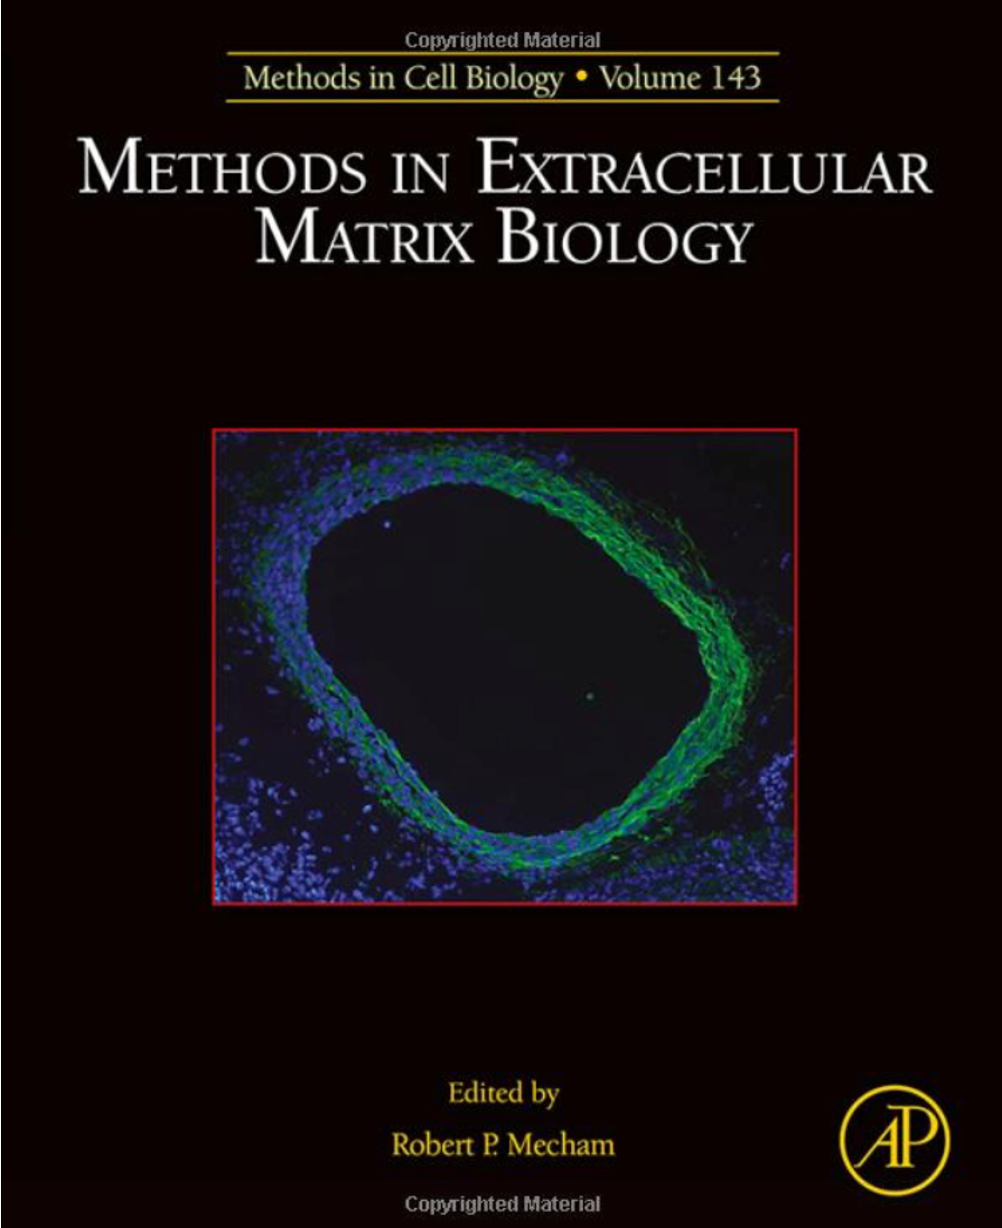 Copyrighted Material
Methods in Cell Biology • Volume 143
METHODS IN EXTRACELLULAR
MATRIX BIOLOGY
Edited by
Robert P. Mecham
AP
Copyrighted Material